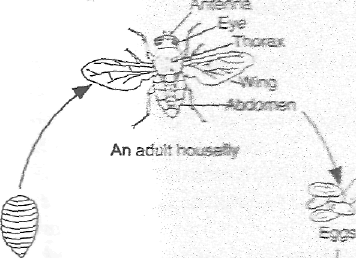 Antenna
Eye
Thorax
Wing
Abdomen
An adult housefly
Eggs